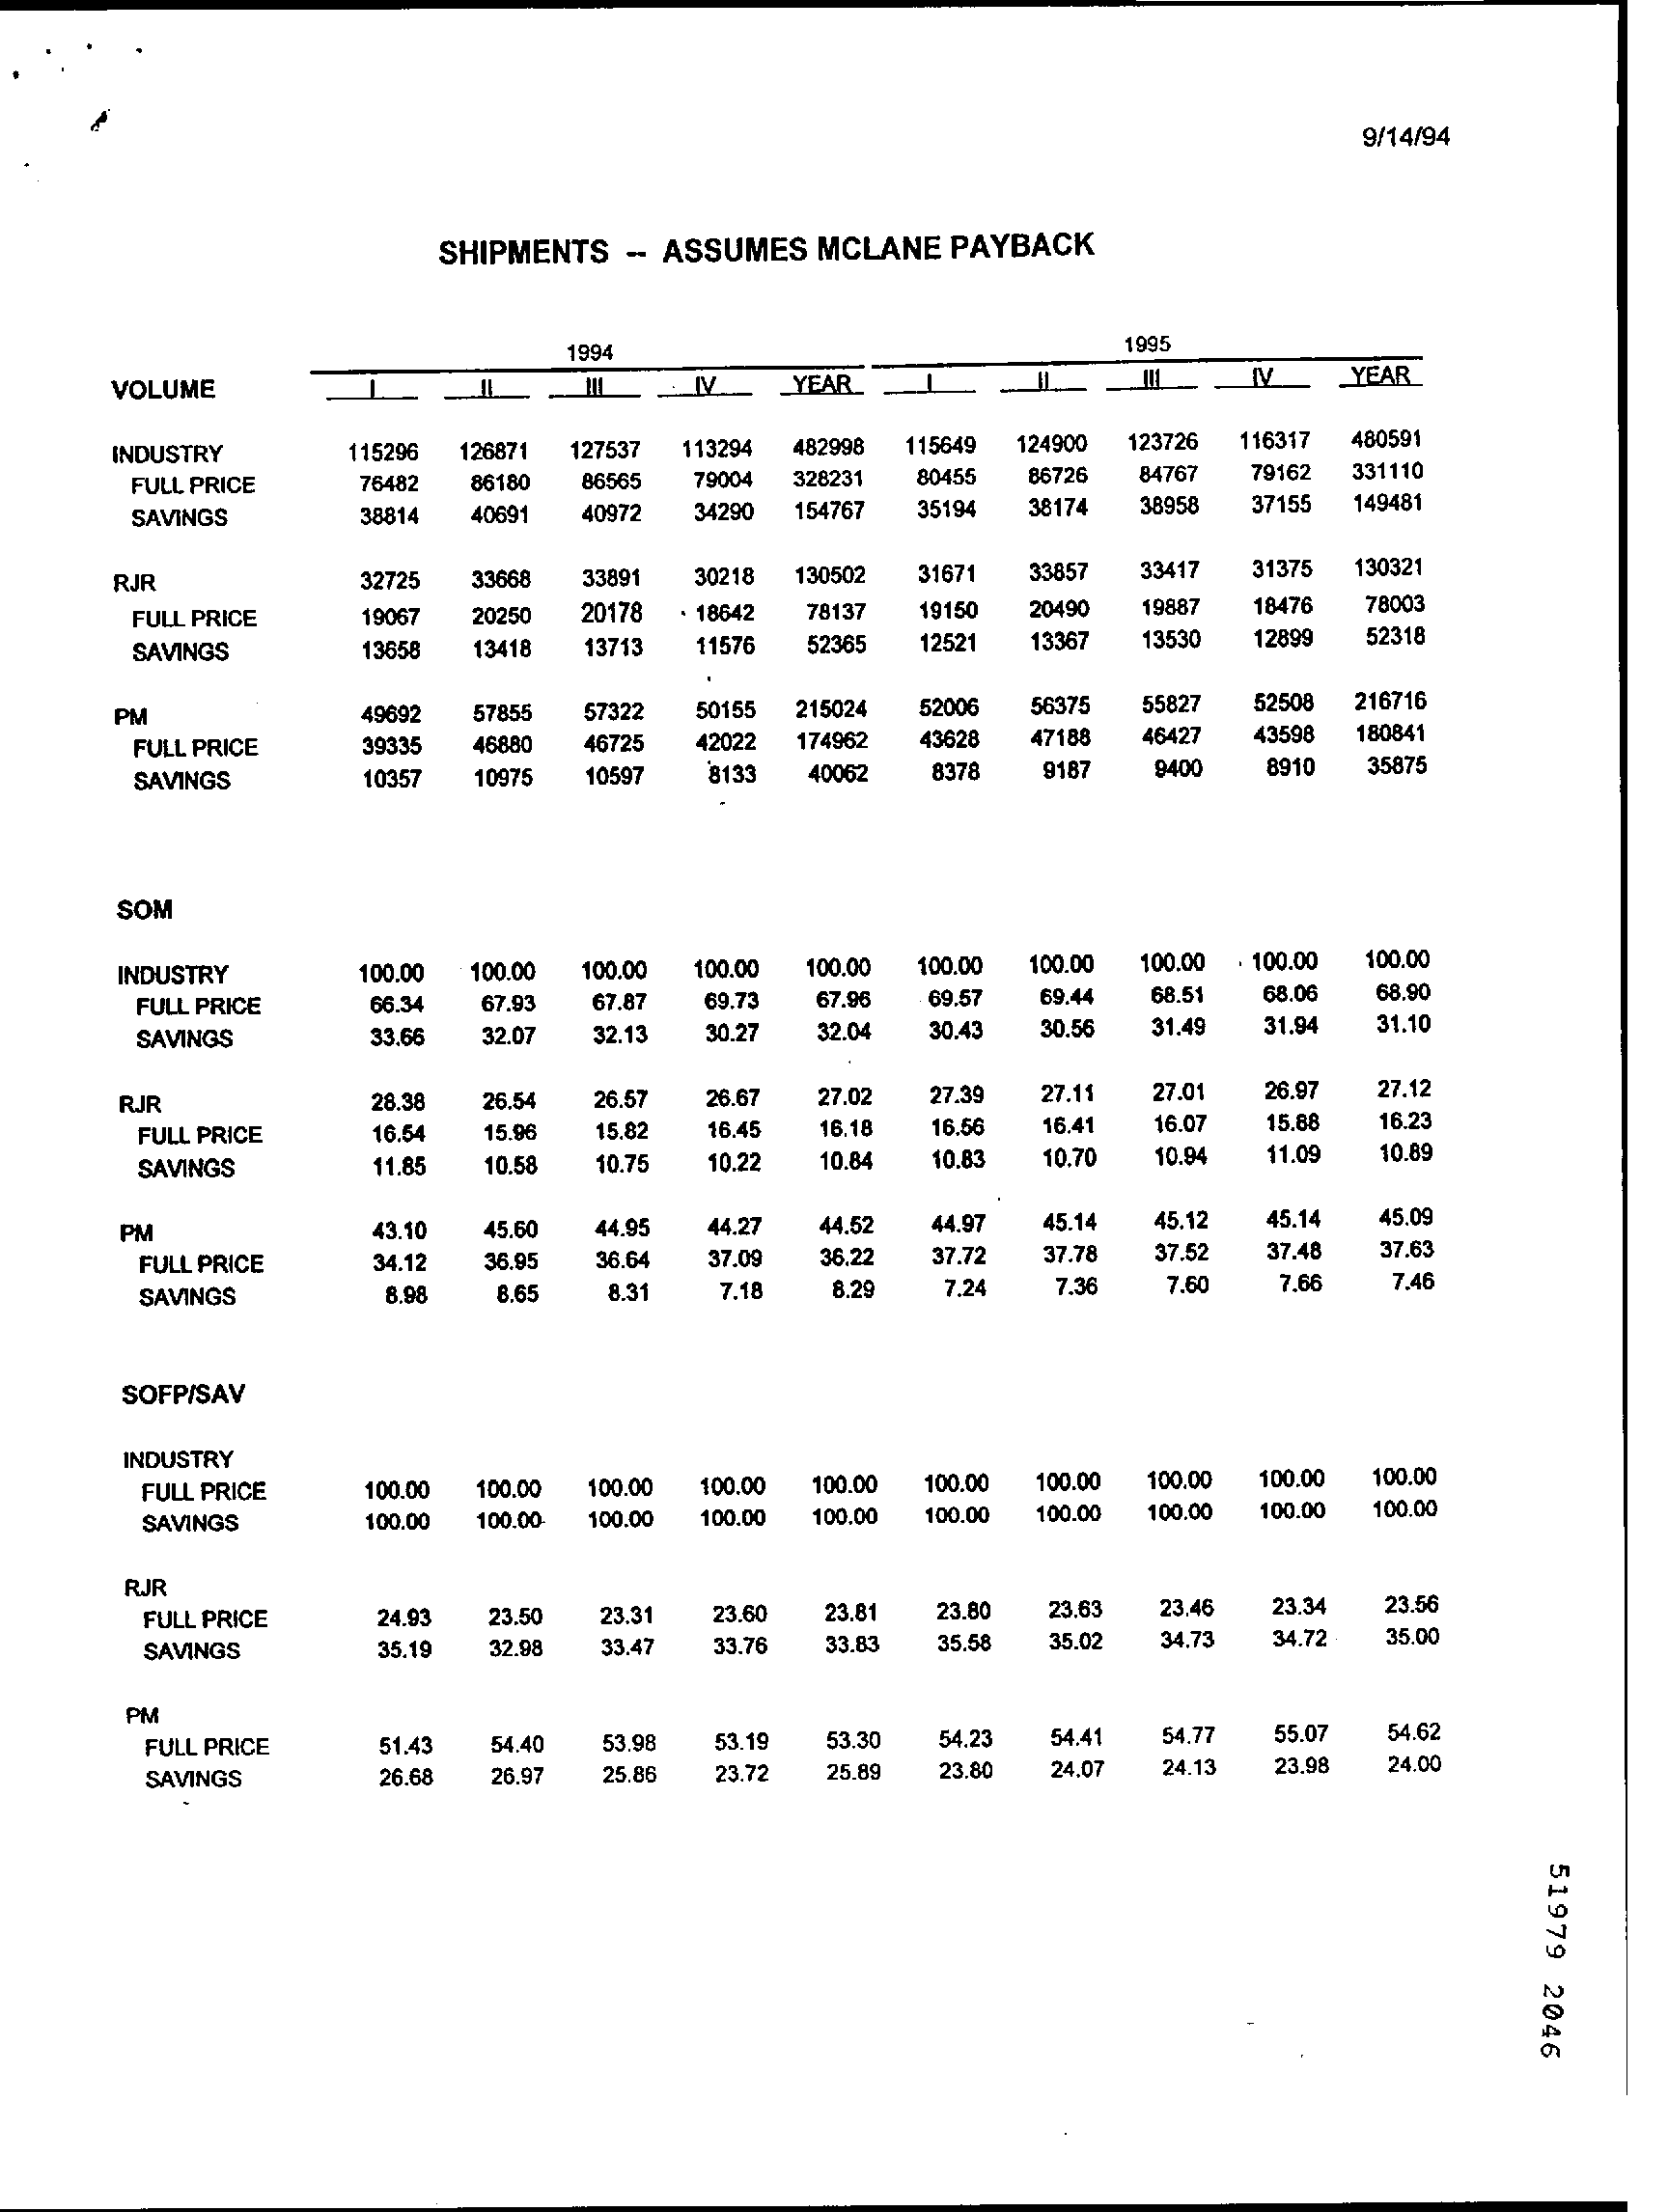 9/14/94
SHIPMENTS -- ASSUMES MCLANE PAYBACK
1994 1995
VOLUME I II III IV YEAR I II III IV YEAR
INDUSTRY 115296 126871 127537 113294 482998 115649 124900 123726 116317 480591
FULL PRICE 76482 86180 86565 79004 328231 80455 86726 84767 79162 331110
SAVINGS 38814 40691 40972 34290 154767 35194 38174 38958 37155 149481
RJR 32725 33668 33891 30218 130502 31671 33857 33417 31375 130321
FULL PRICE 19067 20250 20178 18642 78137 19150 20490 19887 18476 78003
SAVINGS 13658 13418 13713 11576 52365 12521 13367 13530 12899 52318
PM 49692 57855 57322 50155 215024 52006 56375 55827 52508 216716
FULL PRICE 39335 46880 46725 42022 174962 43628 47188 46427 43598 180841
SAVINGS 10357 10975 10597 8133 40062 8378 9187 9400 8910 35875
SOM
INDUSTRY 100.00 100.00 100.00 100.00 100.00 100.00 100.00 100.00 100.00 100.00
FULL PRICE 66.34 67.93 67.87 69.73 67.96 69.57 69.44 68.51 68.06 68.90
SAVINGS 33.66 32.07 32.13 30.27 32.04 30.43 30.56 31.49 31.94 31.10
RJR 28.38 26.54 26.57 26.67 27.02 27.39 27.11 27.01 26.97 27.12
FULL PRICE 16.54 15.96 15.82 16.45 16.18 16.56 16.41 16.07 15.88 16.23
SAVINGS 11.85 10.58 10.75 10.22 10.84 10.83 10.70 10.94 11.09 10.89
PM 43.10 45.60 44.95 44.27 44.52 44.97 45.14 45.12 45.14 45.09
FULL PRICE 34.12 36.95 36.64 37.09 36.22 37.72 37.78 37.52 37.48 37.63
SAVINGS 8.98 8.65 8.31 7.18 8.29 7.24 7.36 7.60 7.66 7.46
SOFP/SAV
INDUSTRY
FULL PRICE 100.00 100.00 100.00 100.00 100.00 100.00 100.00 100.00 100.00 100.00
SAVINGS 100.00 100.00 100.00 100.00 100.00 100.00 100.00 100.00 100.00 100.00
RJR
FULL PRICE 24.93 23.50 23.31 23.60 23.81 23.80 23.63 23.46 23.34 23.56
SAVINGS 35.19 32.98 33.47 33.76 33.83 35.58 35.02 34.73 34.72 35.00
PM
FULL PRICE 51.43 54.40 53.98 53.19 53.30 54.23 54.41 54.77 55.07 54.62
SAVINGS 26.68 26.97 25.86 23.72 25.89 23.80 24.07 24.13 23.98 24.00
51979 2046